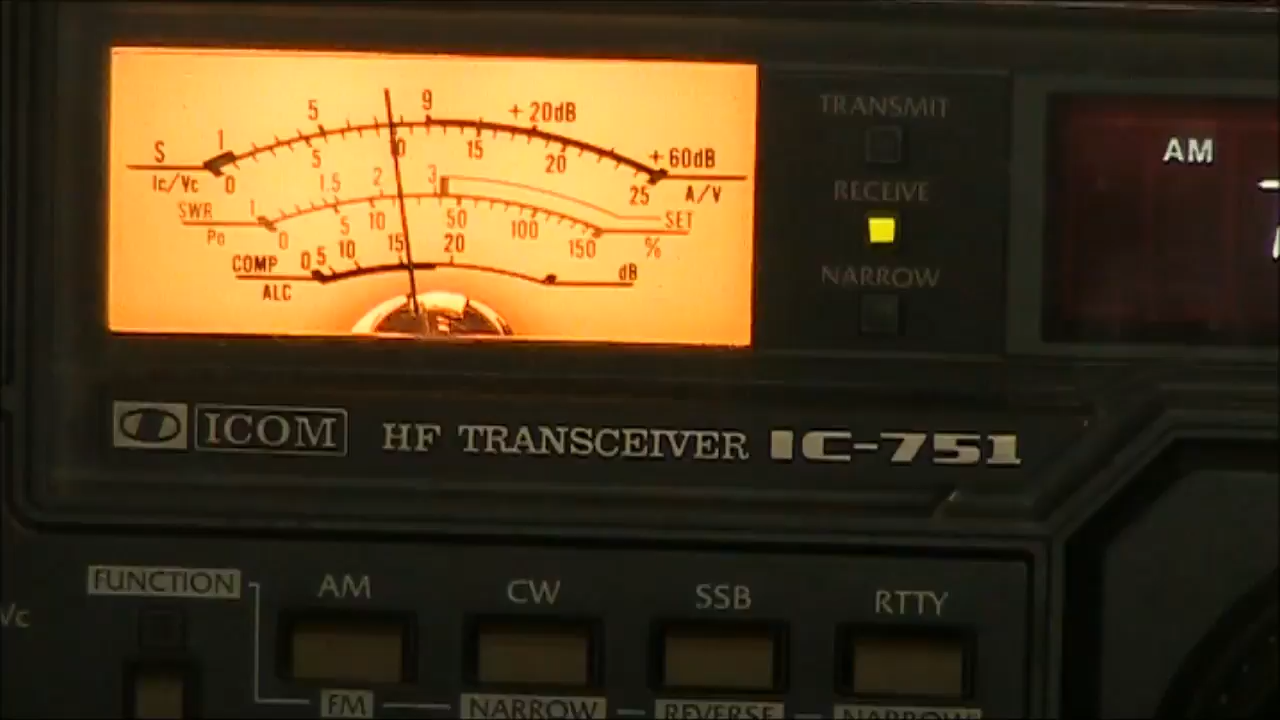 S 1 5 9 +20dB +60dB
Ic/Vc 0 5 10 15 20 25 A/V
SWR 1 1.5 2 3 SET
Po 0 5 10 50 100 150 %
COMP 0 5 10 15 20 dB
ALC
TRANSMIT
RECEIVE
NARROW
AM
ICOM HF TRANSCEIVER IC-751
FUNCTION AM CW SSB RTTY
Vc
FM NARROW REVERSE NARROW